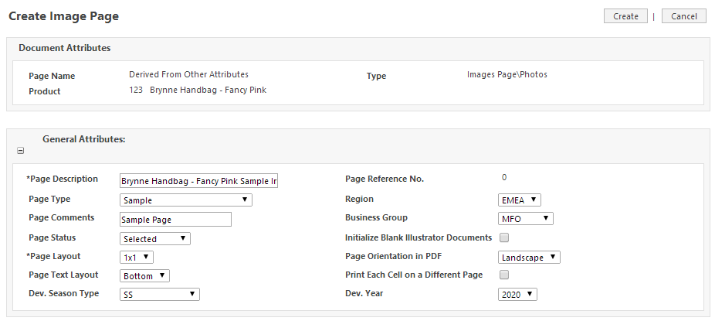 Create Image Page
Create | Cancel
Document Attributes
Page Name Derived From Other Attributes Type Images Page\Photos
Product 123 Brynne Handbag - Fancy Pink
General Attributes:
*Page Description Brynne Handbag - Fancy Pink Sample Ir Page Reference No. 0
Page Type Sample Region EMEA
Page Comments Sample Page Business Group MFO
Page Status Selected Initialize Blank Illustrator Documents
*Page Layout 1x1 Page Orientation in PDF Landscape
Page Text Layout Bottom Print Each Cell on a Different Page
Dev. Season Type SS Dev. Year 2020